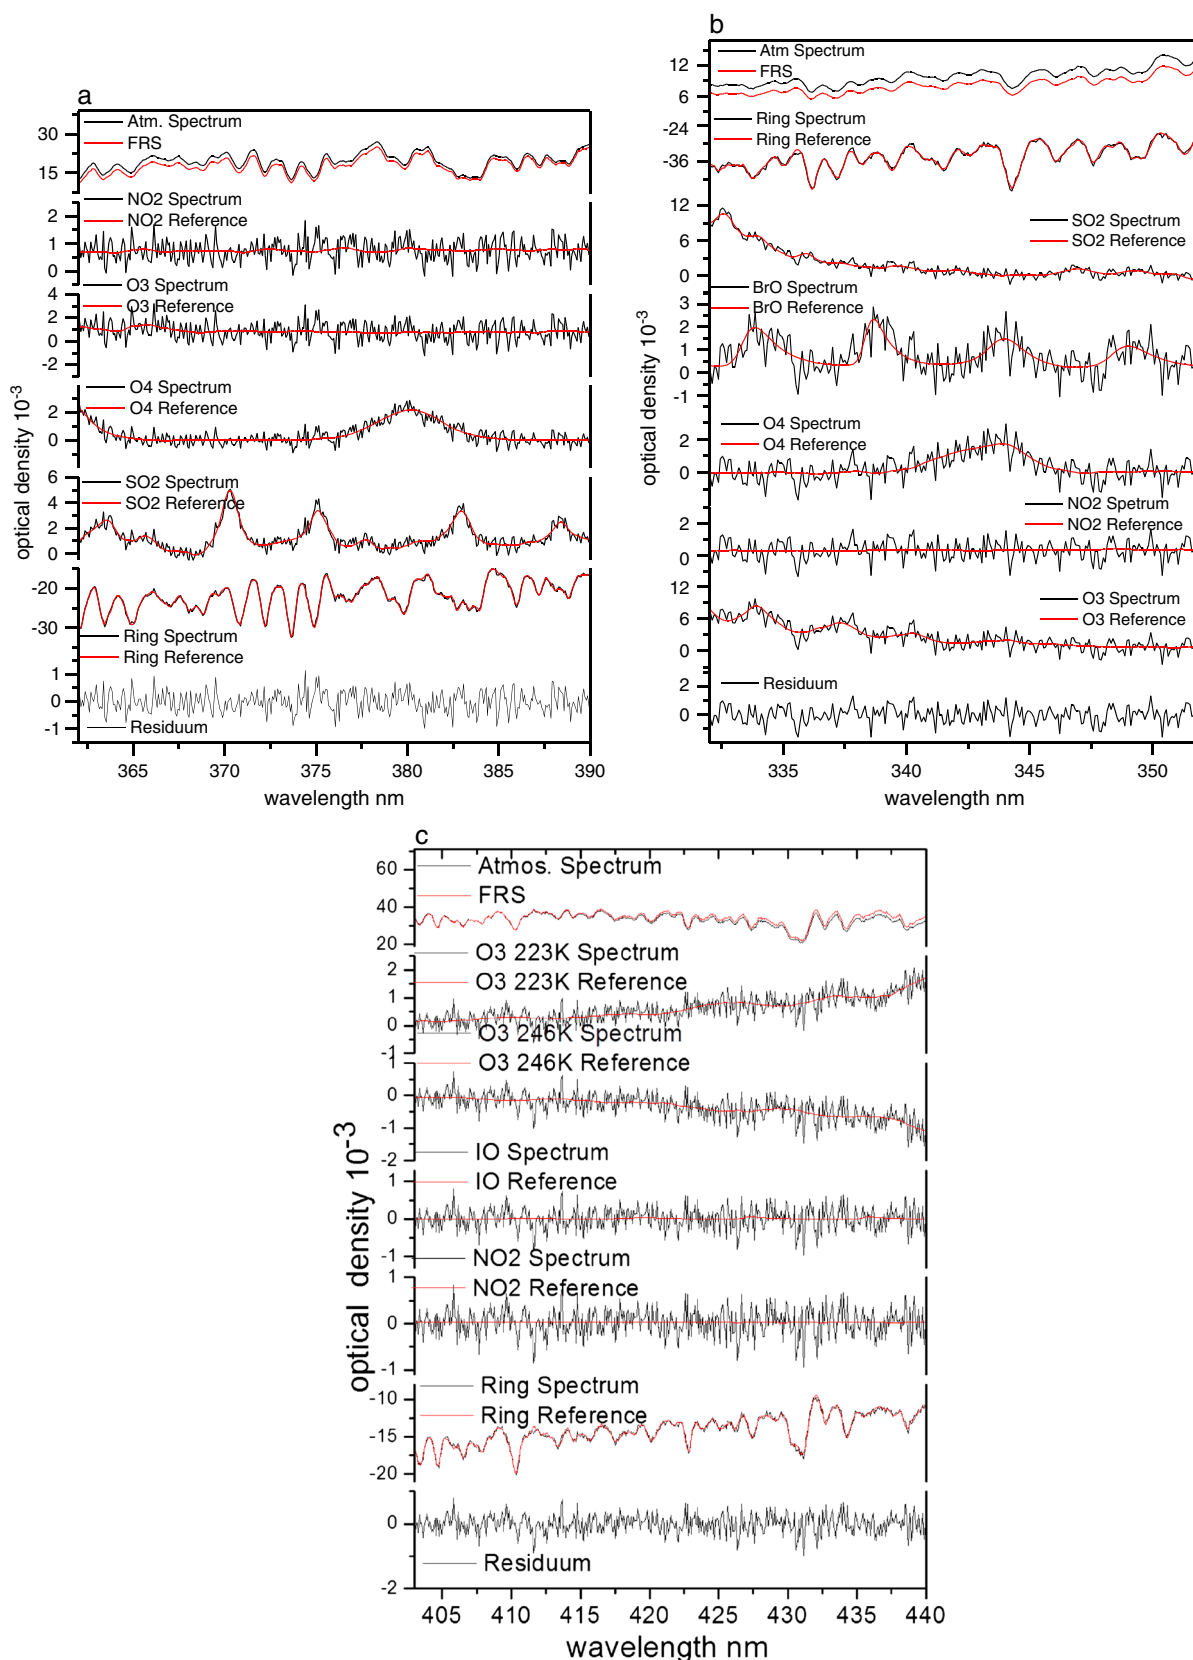 a
Atm. Spectrum
FRS
30
15
NO2 Spectrum
NO2 Reference
2
1
0
O3 Spectrum
O3 Reference
4
2
0
-2
O4 Spectrum
O4 Reference
2
0
SO2 Spectrum
SO2 Reference
6
4
2
0
-20
-30
Ring Spectrum
Ring Reference
1
0
-1
Residuum
optical density 10-3
365 370 375 380 385 390
wavelength nm
b
Atm Spectrum
FRS
12
6
Ring Spectrum
Ring Reference
-24
-36
SO2 Spectrum
SO2 Reference
12
6
0
BrO Spectrum
BrO Reference
3
2
1
0
-1
O4 Spectrum
O4 Reference
2
0
NO2 Spetrum
NO2 Reference
2
0
O3 Spectrum
O3 Reference
12
6
0
Residuum
2
0
optical density 10-3
335 340 345 350
wavelength nm
c
Atmos. Spectrum
FRS
60
40
20
O3 223K Spectrum
O3 223K Reference
2
1
0
-1
O3 246K Spectrum
O3 246K Reference
0
-1
-2
IO Spectrum
IO Reference
1
0
-1
NO2 Spectrum
NO2 Reference
1
0
-1
Ring Spectrum
Ring Reference
-10
-15
-20
0
-2
Residuum
optical density 10-3
405 410 415 420 425 430 435 440
wavelength nm